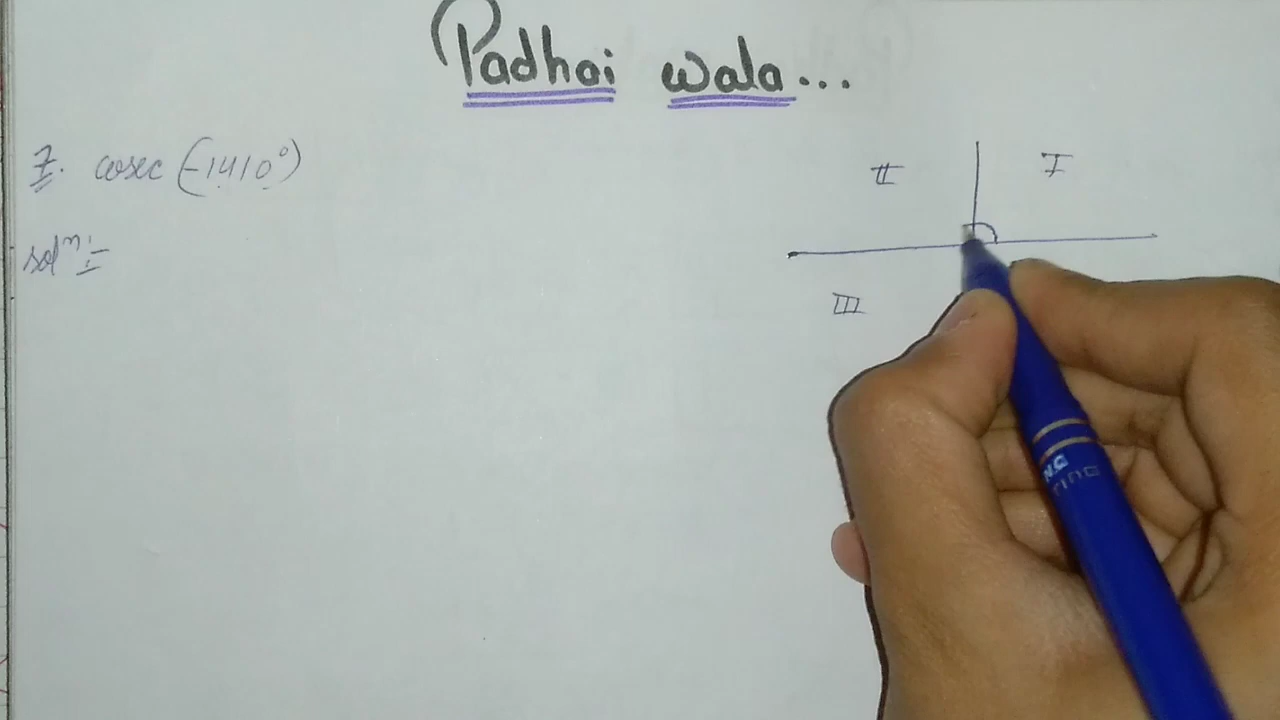 Padhai wala...
7. cosec (-1410°)
solⁿ:-
II
I
III